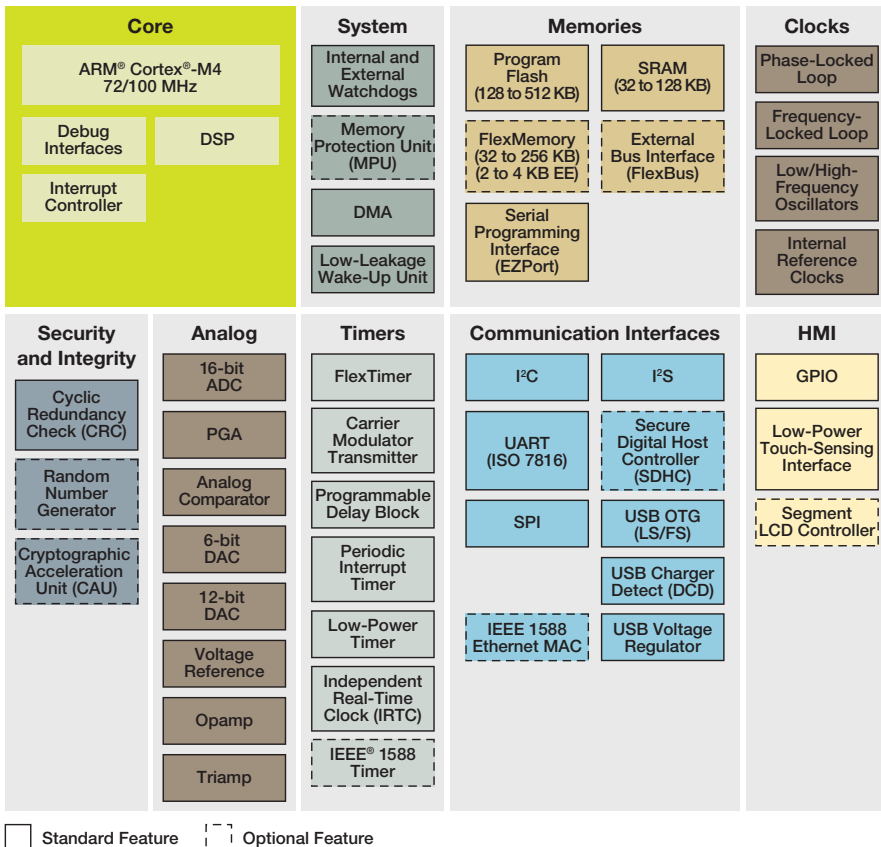 Core
ARM® Cortex®-M4
72/100 MHz
Debug
Interfaces
DSP
Interrupt
Controller
System
Internal and
External
Watchdogs
Memory
Protection Unit
(MPU)
DMA
Low-Leakage
Wake-Up Unit
Memories
Program
Flash
(128 to 512 KB)
SRAM
(32 to 128 KB)
FlexMemory
(32 to 256 KB)
(2 to 4 KB EE)
External
Bus Interface
(FlexBus)
Serial
Programming
Interface
(EZPort)
Clocks
Phase-Locked
Loop
Frequency-
Locked Loop
Low/High-
Frequency
Oscillators
Internal
Reference
Clocks
Security
and Integrity
Cyclic
Redundancy
Check (CRC)
Random
Number
Generator
Cryptographic
Acceleration
Unit (CAU)
Analog
16-bit
ADC
PGA
Analog
Comparator
6-bit
DAC
12-bit
DAC
Voltage
Reference
Opamp
Triamp
Timers
FlexTimer
Carrier
Modulator
Transmitter
Programmable
Delay Block
Periodic
Interrupt
Timer
Low-Power
Timer
Independent
Real-Time
Clock (IRTC)
IEEE® 1588
Timer
Communication Interfaces
I²C
I²S
UART
(ISO 7816)
Secure
Digital Host
Controller
(SDHC)
SPI
USB OTG
(LS/FS)
USB Charger
Detect (DCD)
IEEE 1588
Ethernet MAC
USB Voltage
Regulator
HMI
GPIO
Low-Power
Touch-Sensing
Interface
Segment
LCD Controller
Standard Feature
Optional Feature